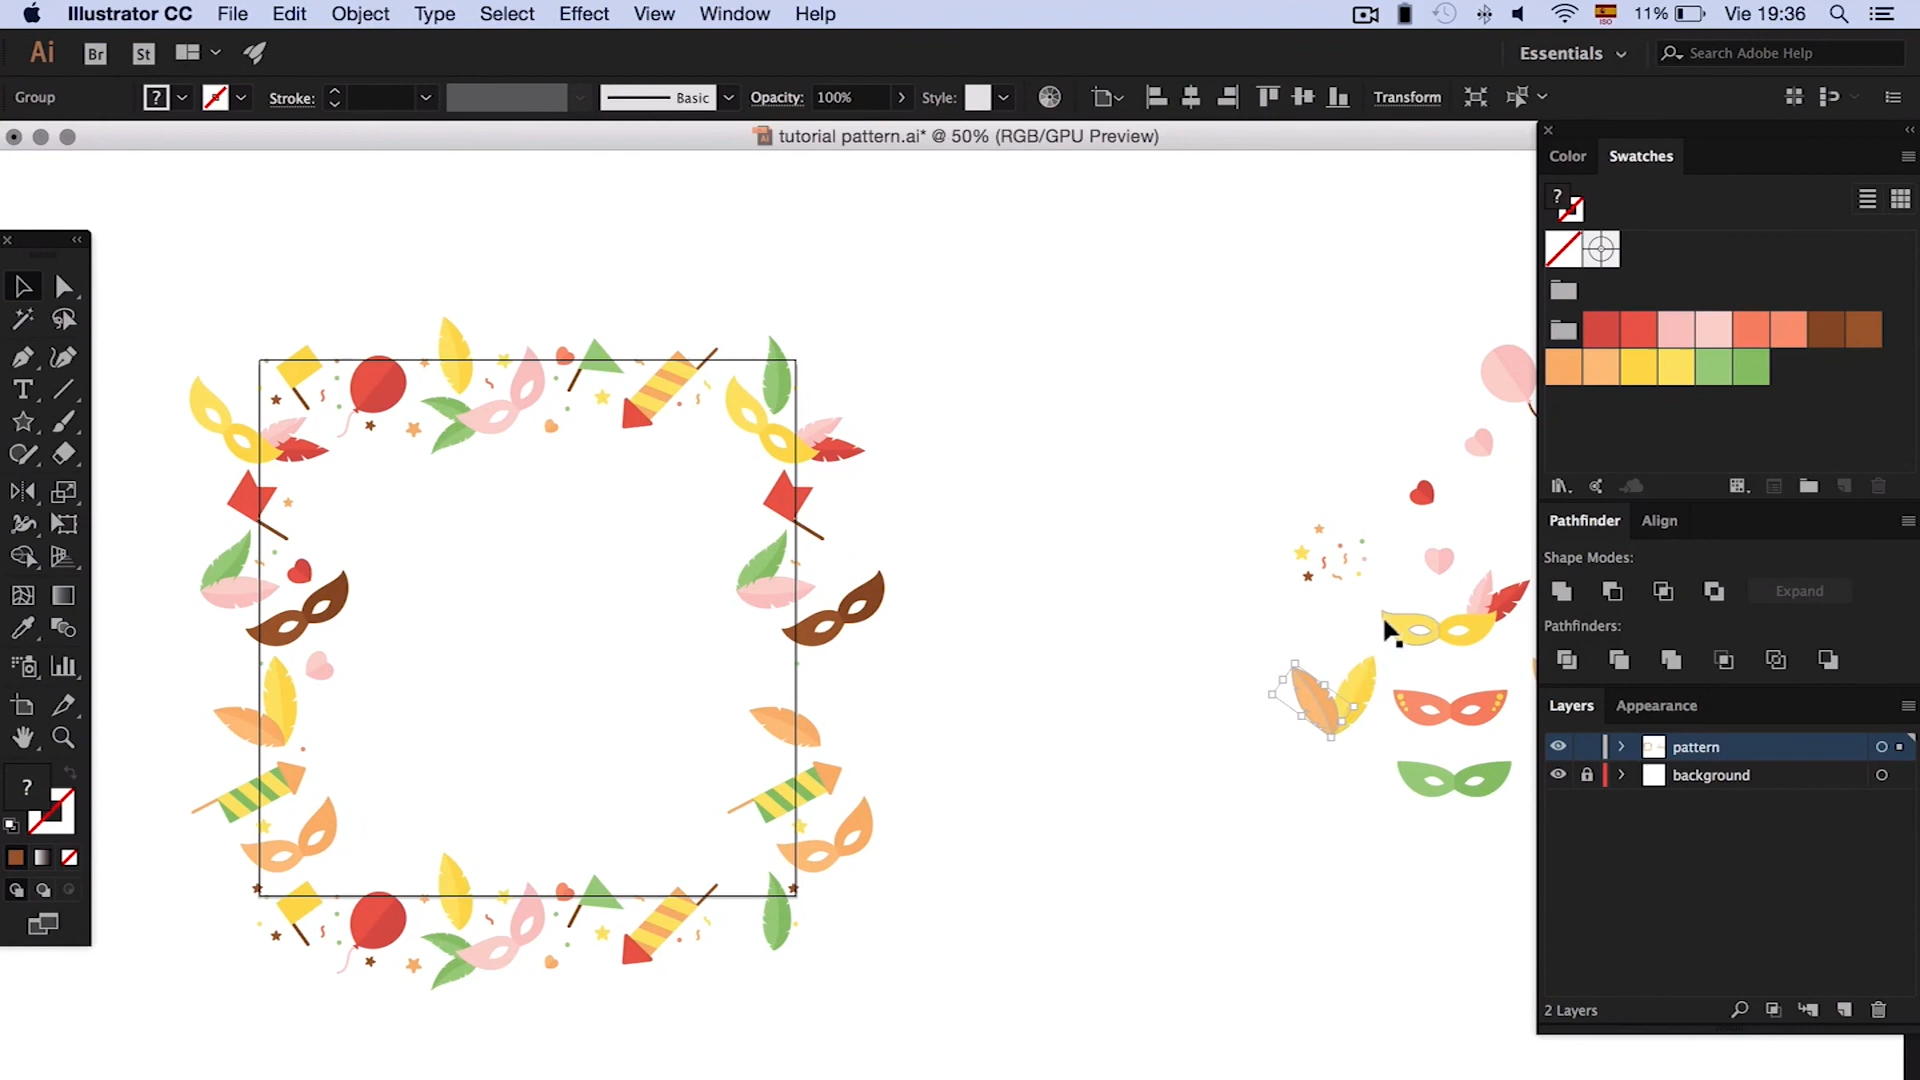 Illustrator CC File Edit Object Type Select Effect View Window Help 11% Vie 19:36
Ai Br St Essentials Search Adobe Help
Group ? Stroke: Basic Opacity: 100% Style: Transform
tutorial pattern.ai* @ 50% (RGB/GPU Preview)
Color Swatches
?
Pathfinder Align
Shape Modes:
Expand
Pathfinders:
Layers Appearance
pattern
background
?
2 Layers